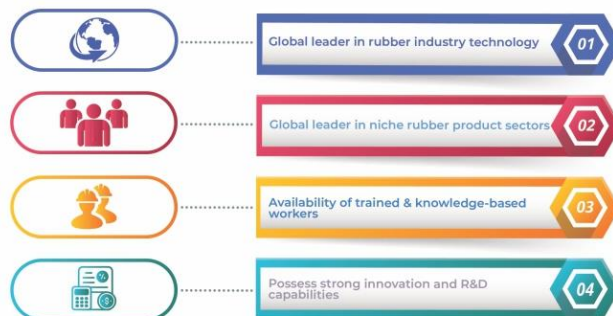 Global leader in rubber industry technology
01
Global leader in niche rubber product sectors
02
Availability of trained & knowledge-based
workers
03
Possess strong innovation and R&D
capabilities
04